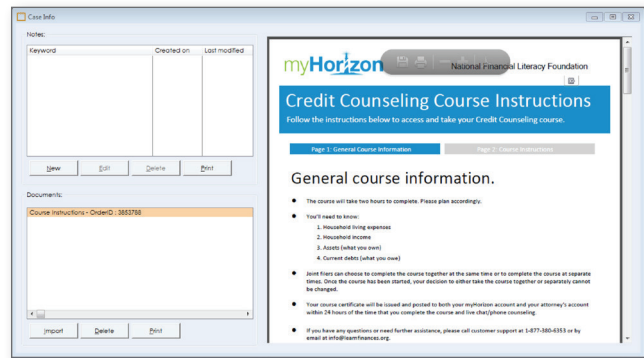 Case Info
Notes:
Keyword Created on Last modified
New Edit Delete Print
Documents:
Course Instructions - OrderID : 3853788
Import Delete Print
myHorizon National Financial Literacy Foundation
Credit Counseling Course Instructions
Follow the instructions below to access and take your Credit Counseling course.
Page 1: General Course Information Page 2: Course Instructions
General course information.
● The course will take two hours to complete. Please plan accordingly.
● You'll need to know:
1. Household living expenses
2. Household income
3. Assets (what you own)
4. Current debts (what you owe)
● Joint filers can choose to complete the course together at the same time or to complete the course at separate
times. Once the course has been started, your decision to either take the course together or separately cannot
be changed.
● Your course certificate will be issued and posted to both your myHorizon account and your attorney's account
within 24 hours of the time that you complete the course and live chat/phone counseling.
● If you have any questions or need further assistance, please call customer support at 1-877-380-6353 or by
email at info@learnfinances.org.